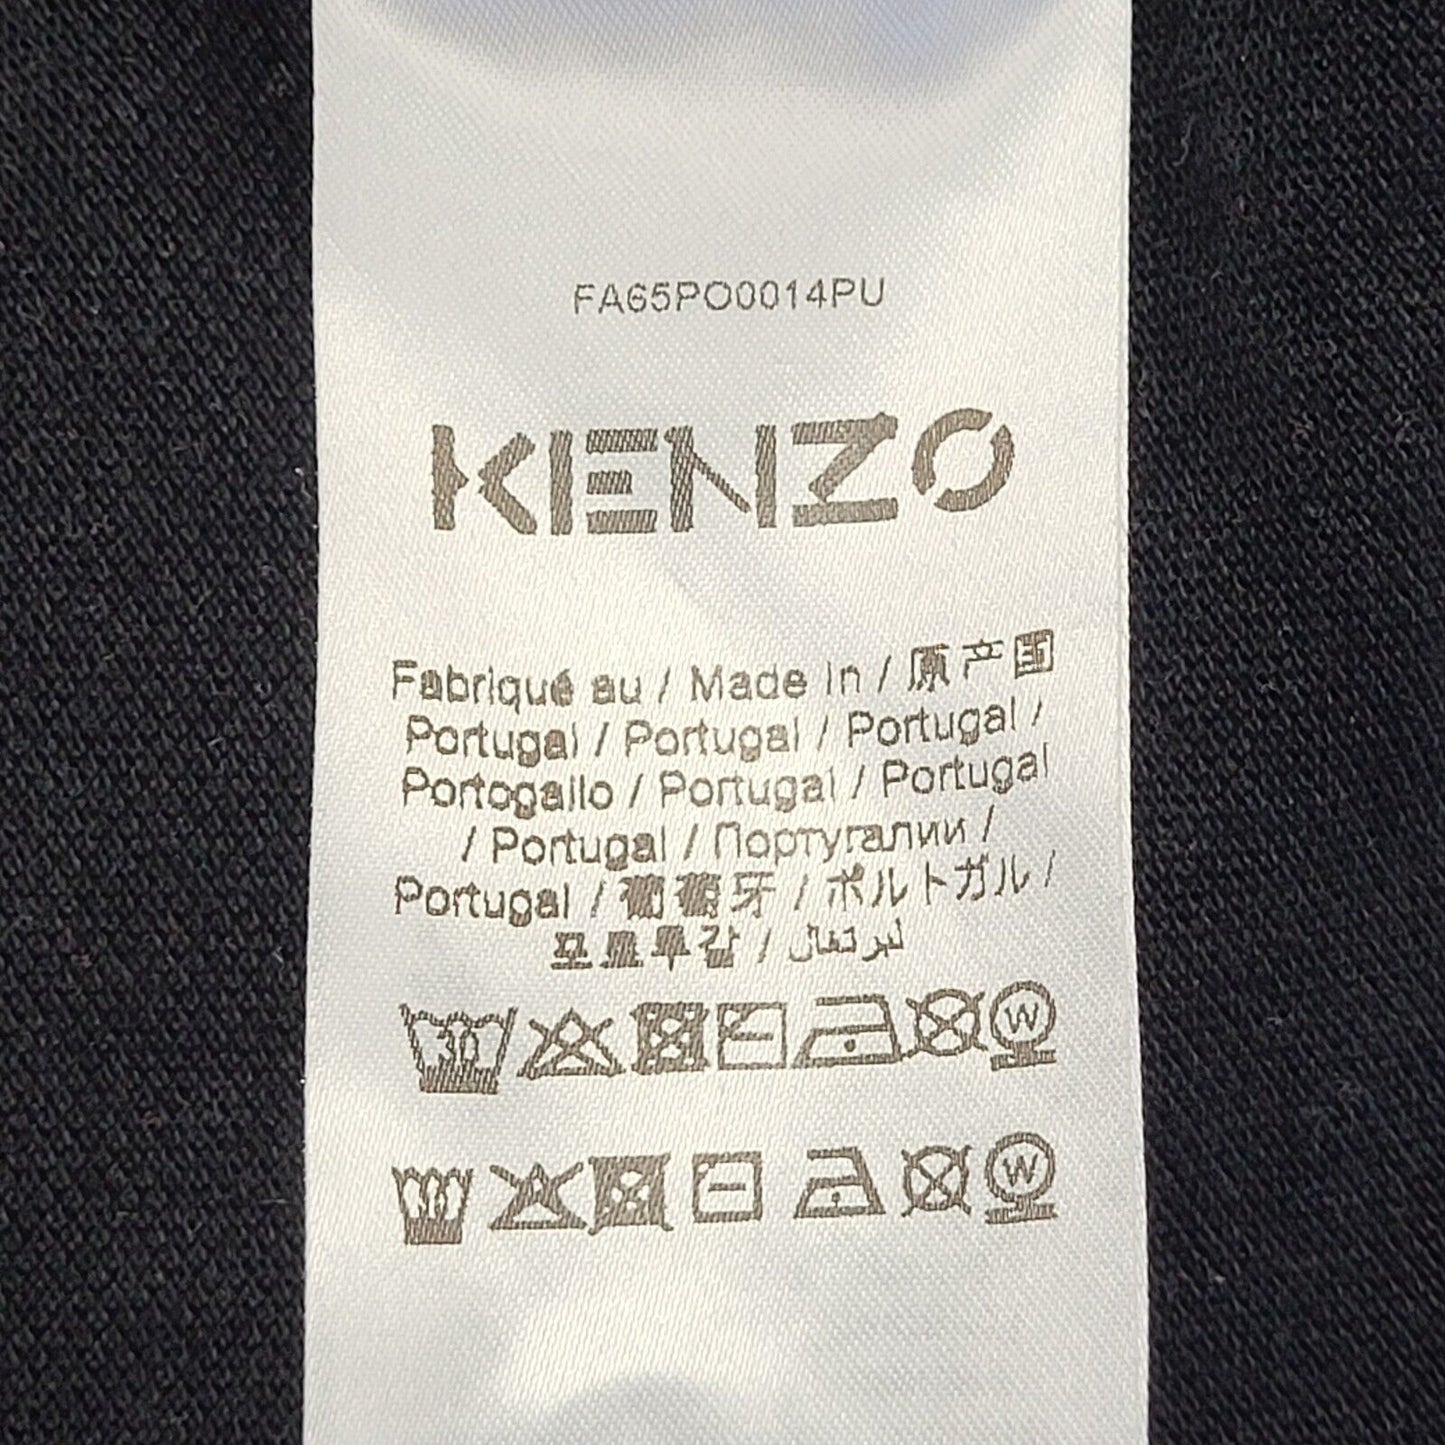 FA65PO0014PU
KENZO
Fabriqué au / Made in / 原产国
Portugal / Portugal / Portugal /
Portogallo / Portugal / Portugal
/ Portugal / Португалии /
Portugal / 葡萄牙 / ポルトガル /
포르투갈 / البرتغال
30
W
W